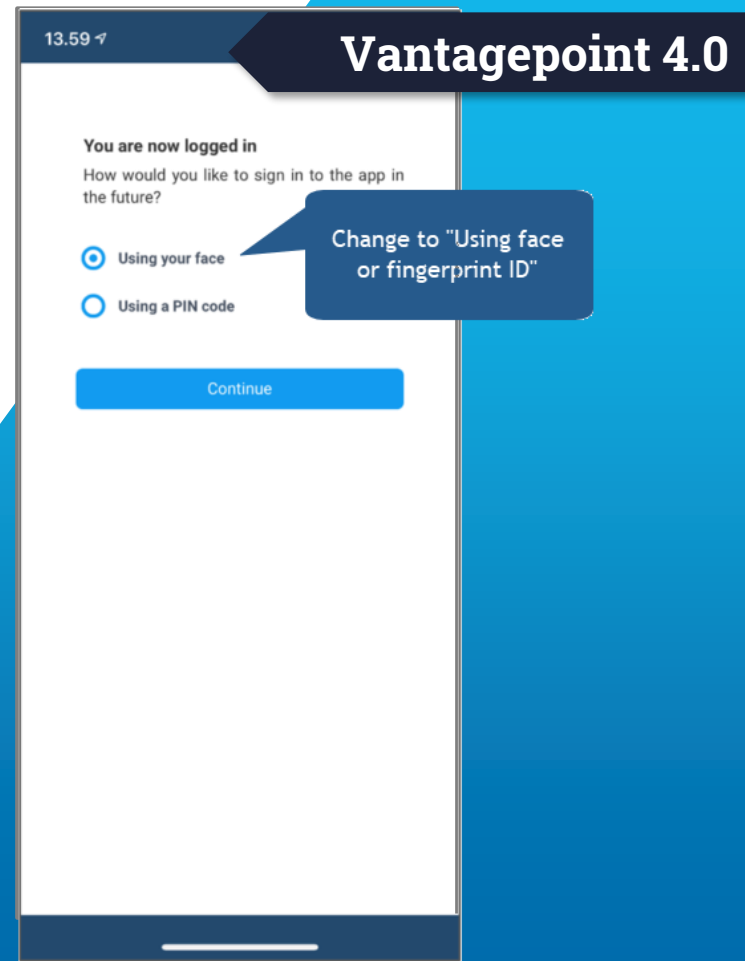 13.59
Vantagepoint 4.0
You are now logged in
How would you like to sign in to the app in
the future?
Using your face
Change to "Using face
or fingerprint ID"
Using a PIN code
Continue